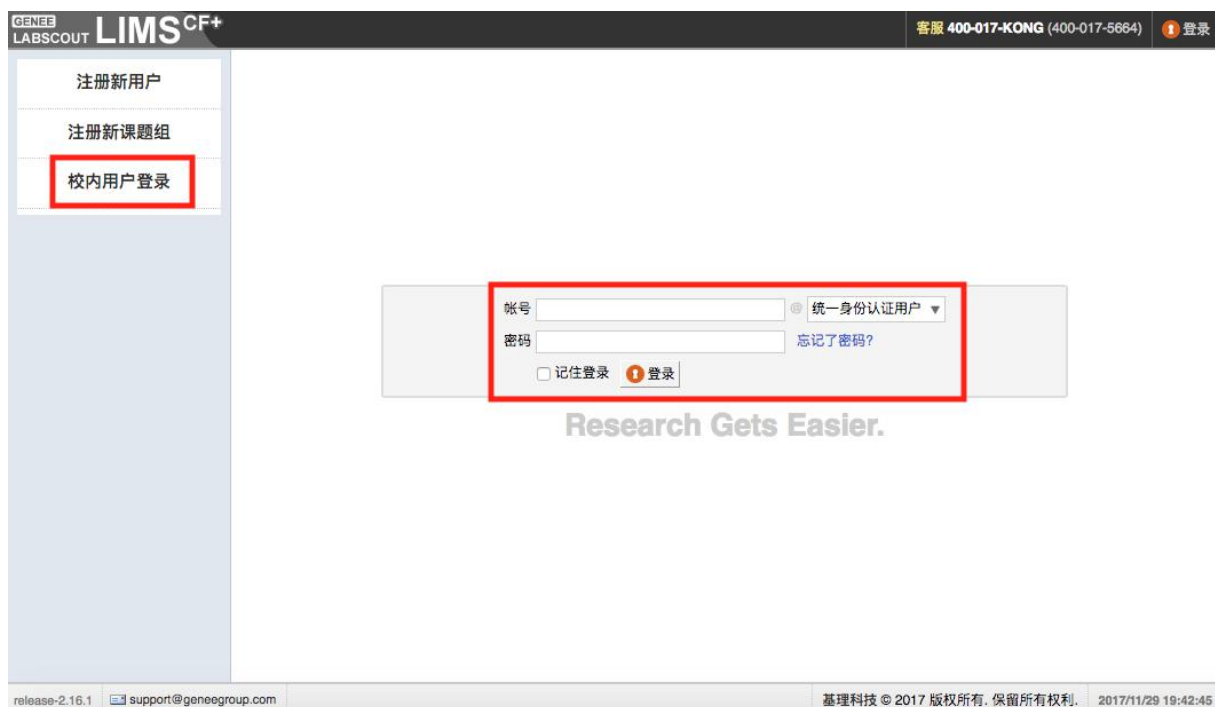 GENEE
LABSCOUT LIMS CF+
客服 400-017-KONG (400-017-5664) 登录
注册新用户
注册新课题组
校内用户登录
帐号 @ 统一身份认证用户 ▼
密码 忘记了密码?
记住登录 登录
Research Gets Easier.
release-2.16.1 support@geneegroup.com 基理科技 © 2017 版权所有. 保留所有权利. 2017/11/29 19:42:45